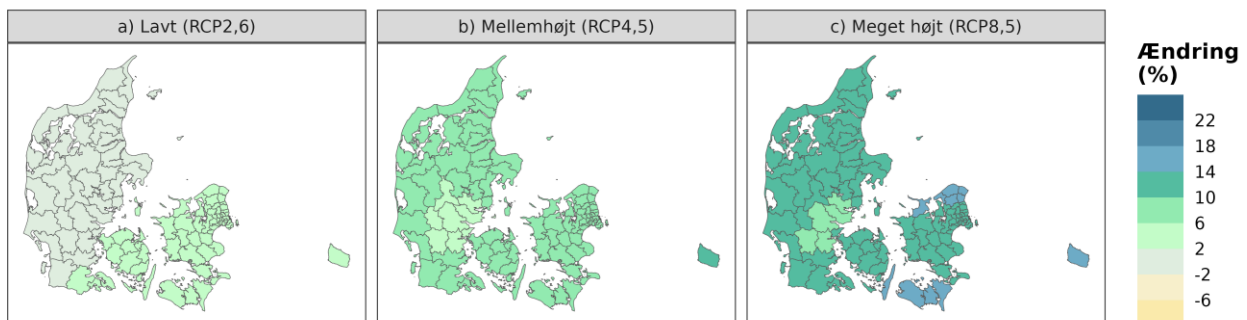 a) Lavt (RCP2,6)
b) Mellemhøjt (RCP4,5)
c) Meget højt (RCP8,5)
Ændring
(%)
22
18
14
10
6
2
-2
-6